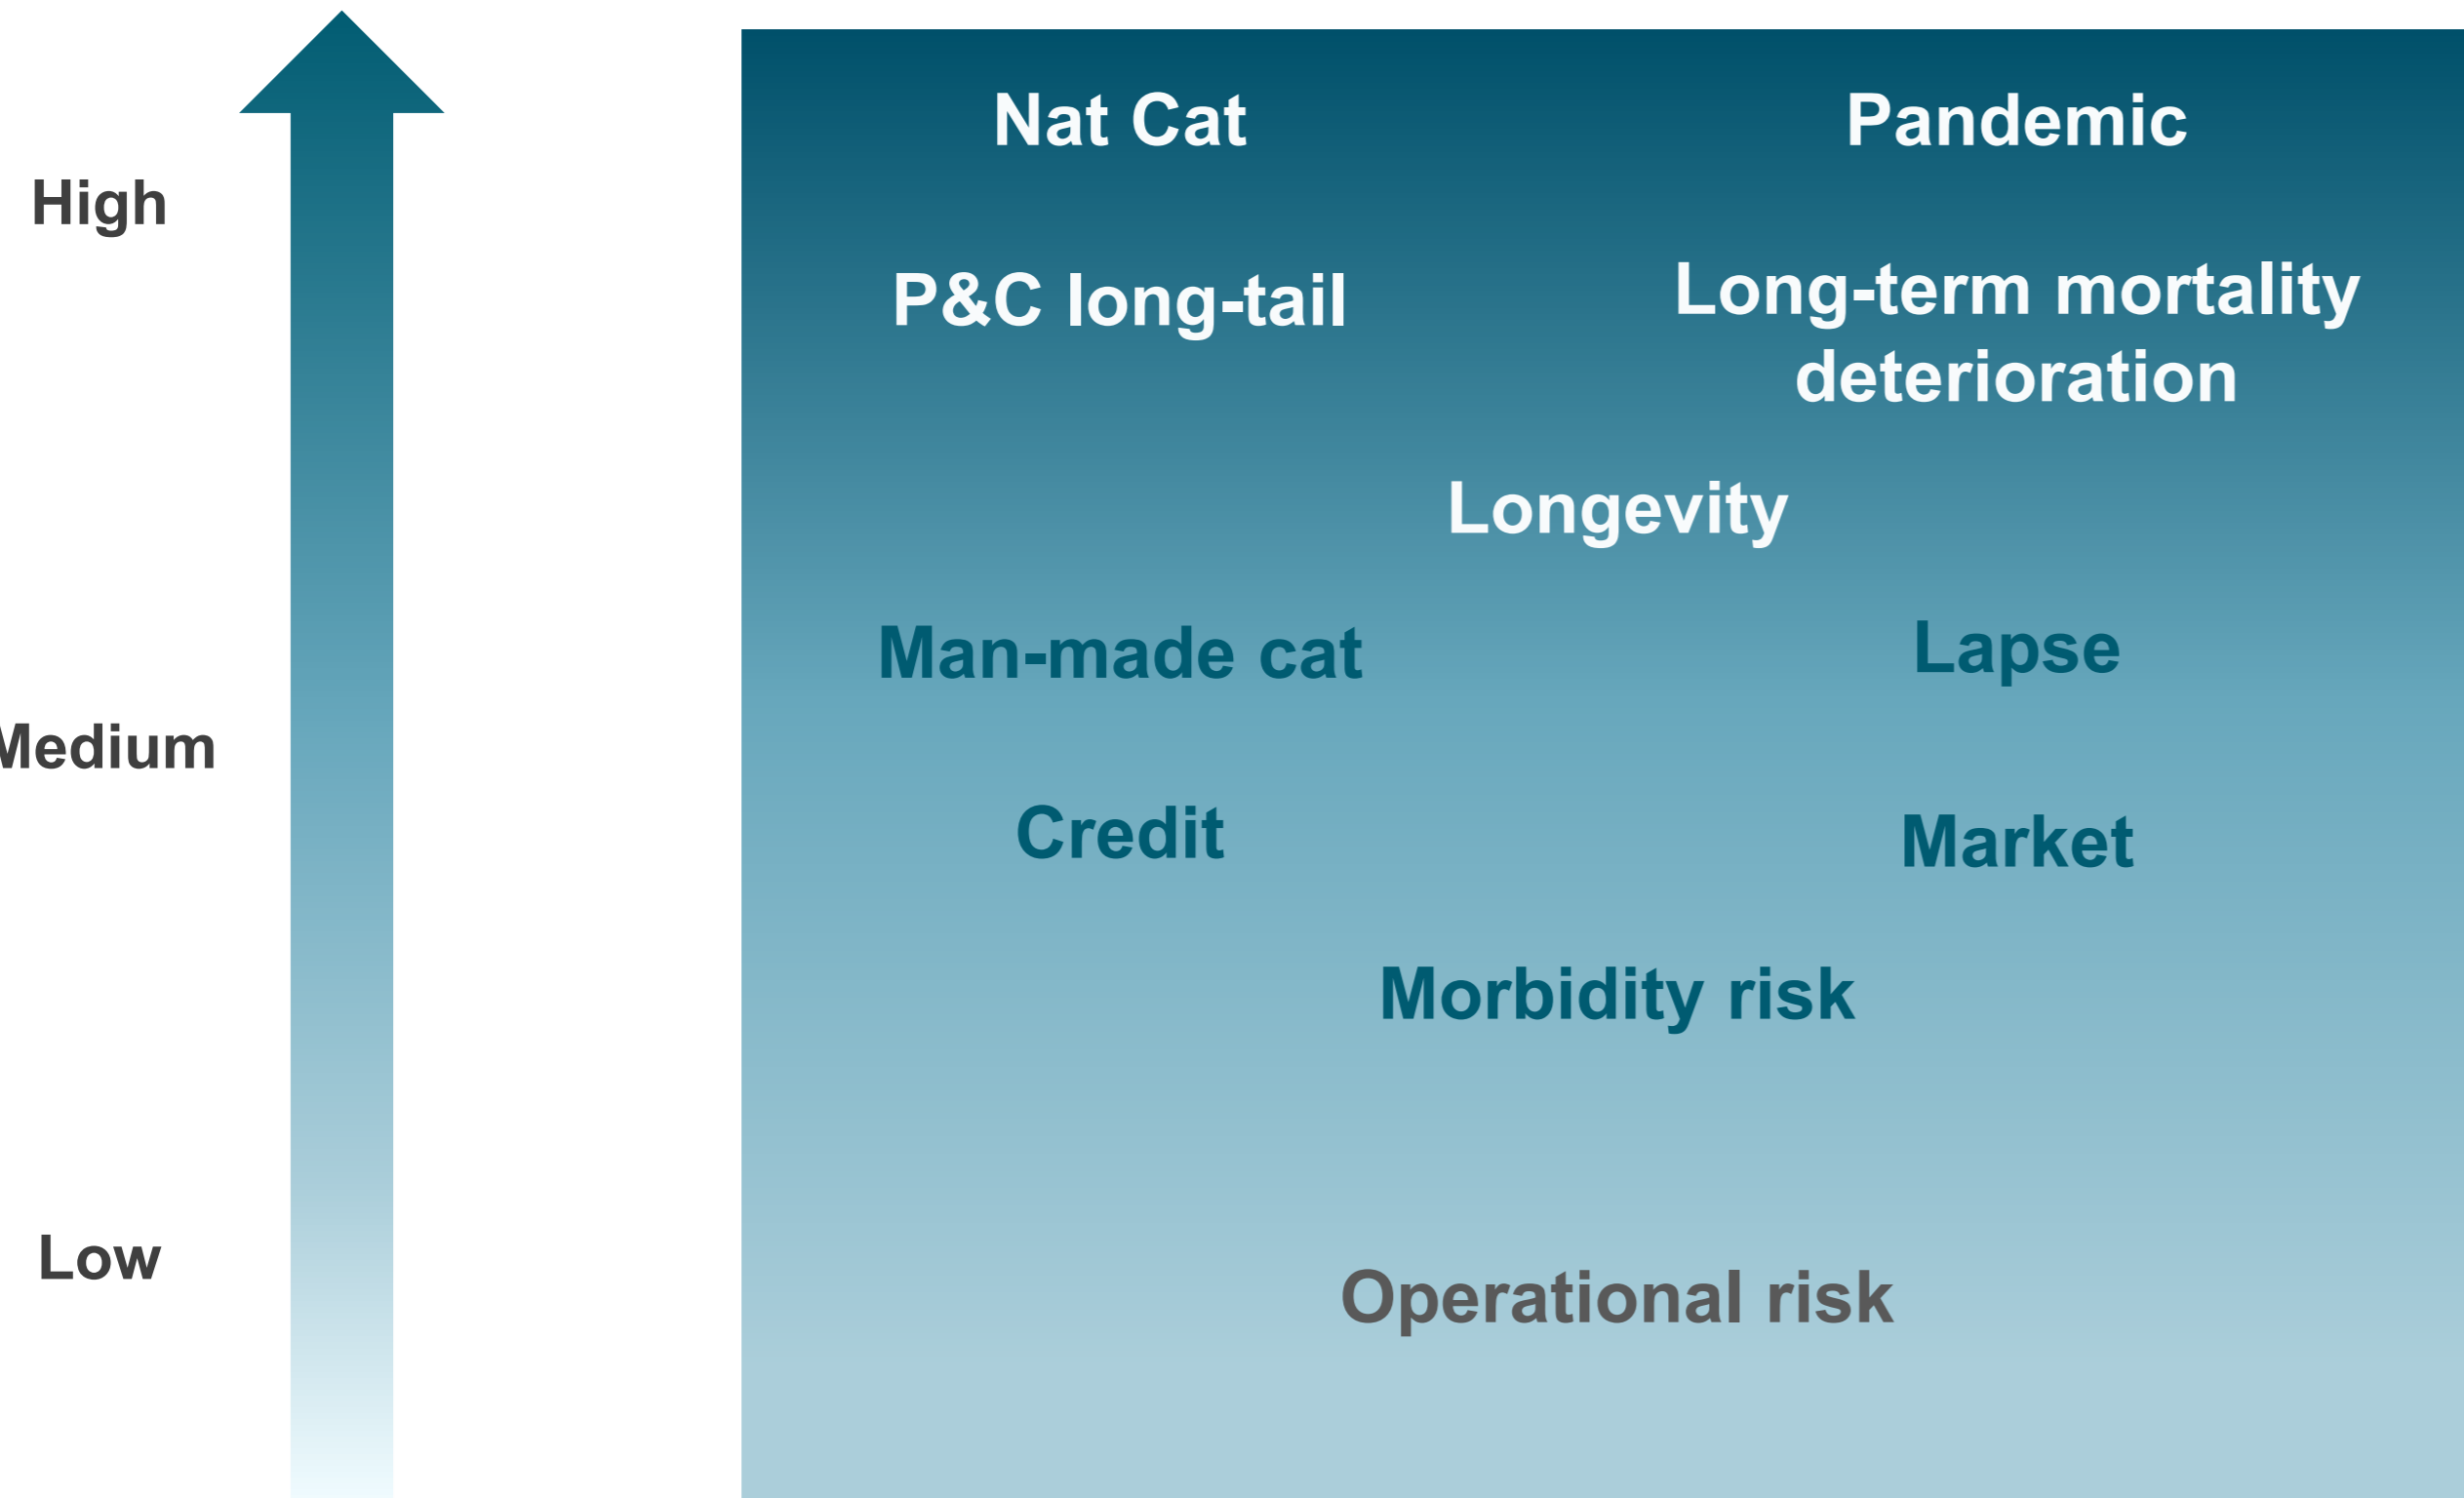 High
Medium
Low
Nat Cat
Pandemic
P&C long-tail
Long-term mortality
deterioration
Longevity
Man-made cat
Lapse
Credit
Market
Morbidity risk
Operational risk